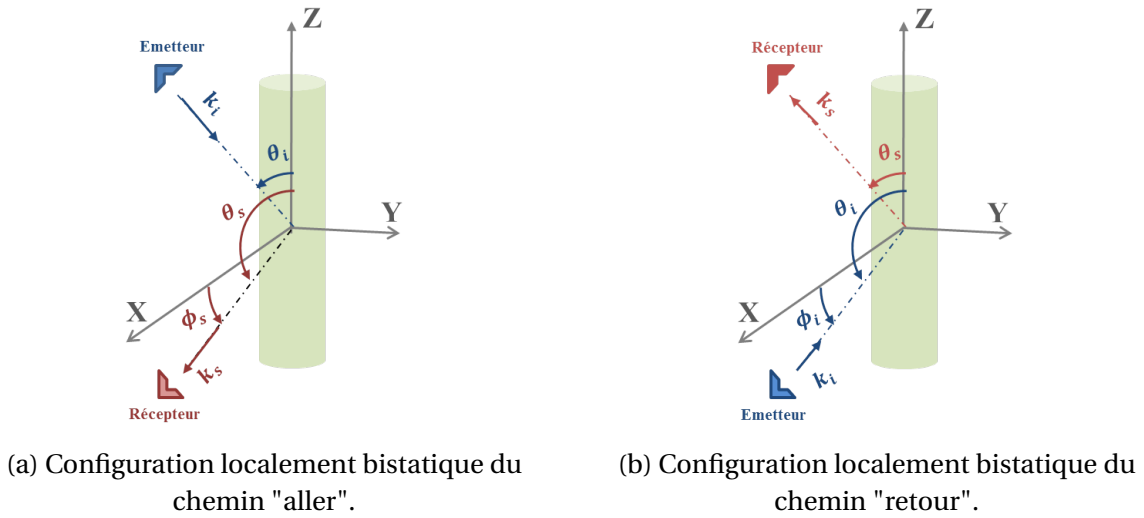 Z
Emetteur
k_i
θ_i
θ_s
Y
X
ϕ_s
k_s
Récepteur
(a) Configuration localement bistatique du
chemin "aller".
Z
Récepteur
k_s
θ_s
θ_i
Y
X
ϕ_i
k_i
Emetteur
(b) Configuration localement bistatique du
chemin "retour".